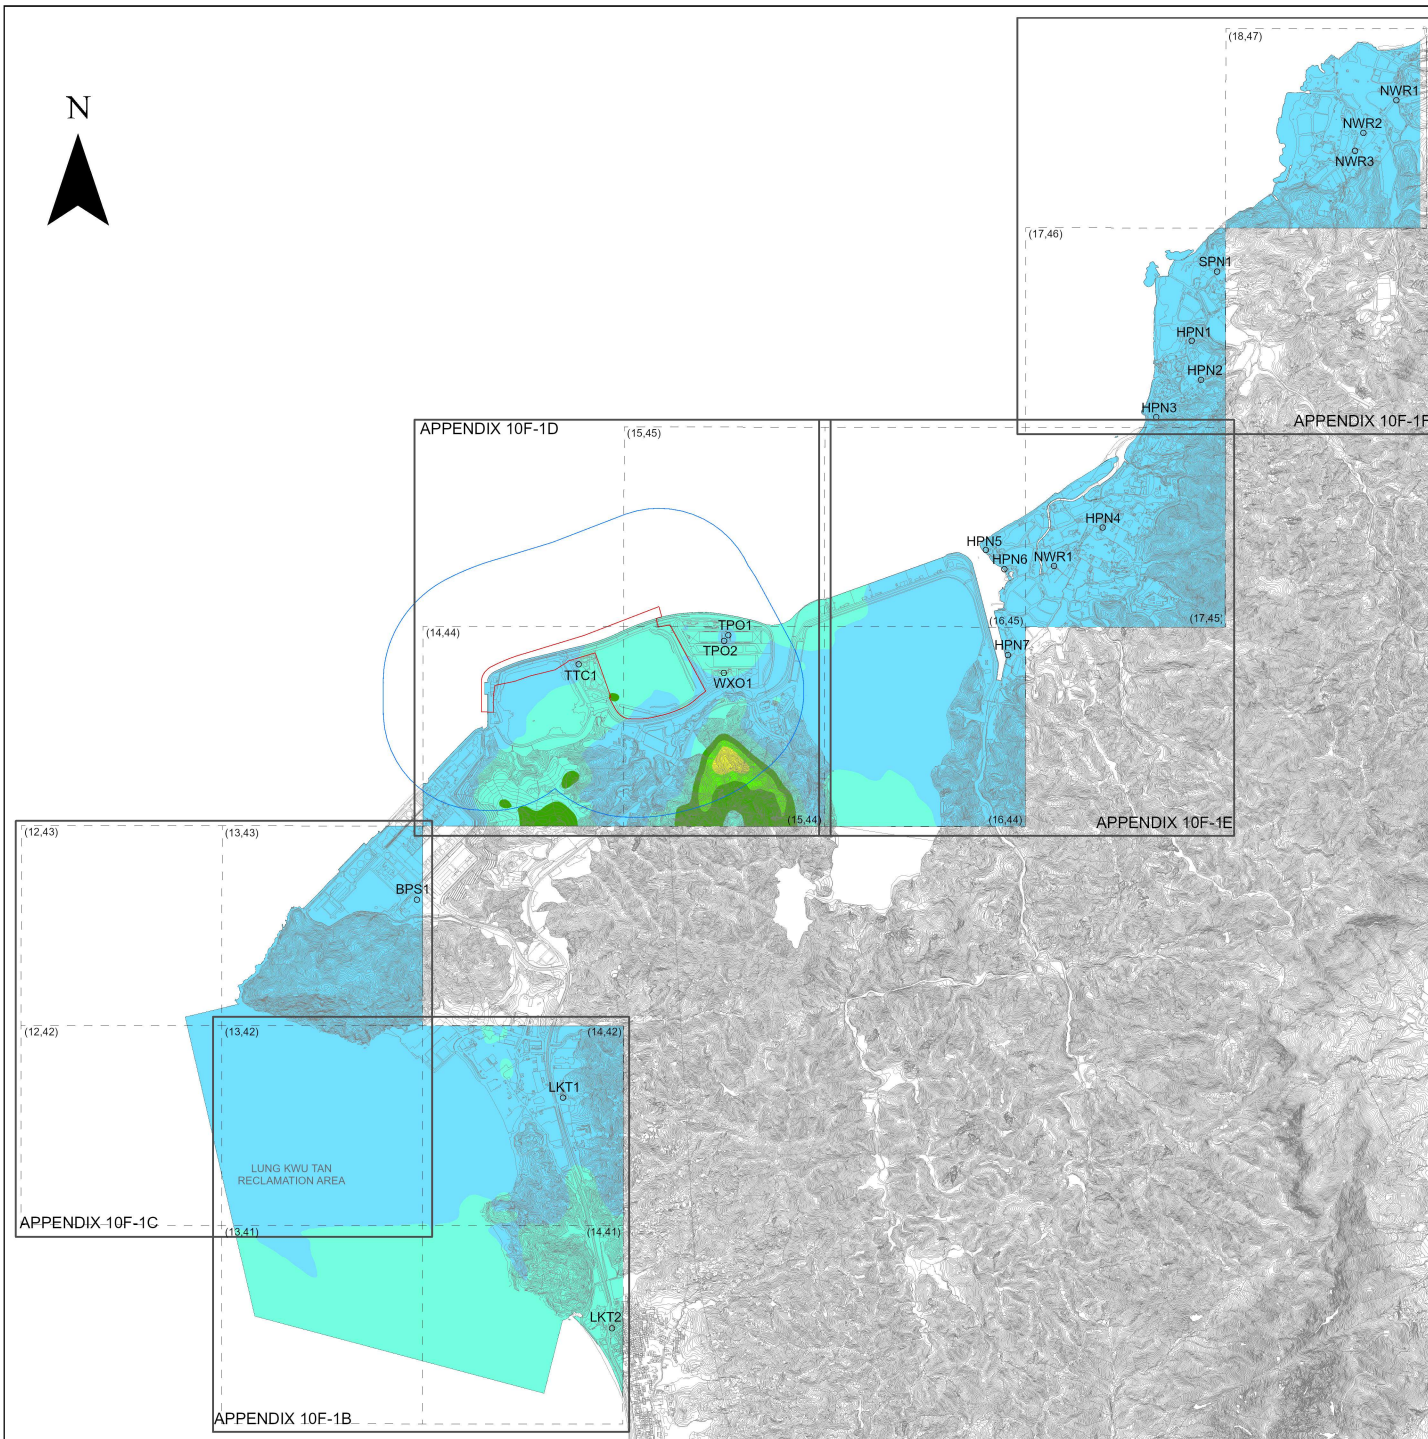 (18,47)
NWR1
N
NWR2
NWR3
(17,46)
SPN1
HPN1
HPN2
HPN3
APPENDIX 10F-1D
(15,45)
APPENDIX 10F-1F
HPN4
HPN5
HPN6
NWR1
(14,44)
TPO1
(16,45)
(17,45)
TPO2
HPN7
TTC1
WXO1
(15,44)
(16,44)
APPENDIX 10F-1E
(12,43)
(13,43)
BPS1
(12,42)
(13,42)
(14,42)
LKT1
LUNG KWU TAN
RECLAMATION AREA
APPENDIX 10F-1C
(13,41)
(14,41)
LKT2
APPENDIX 10F-1B